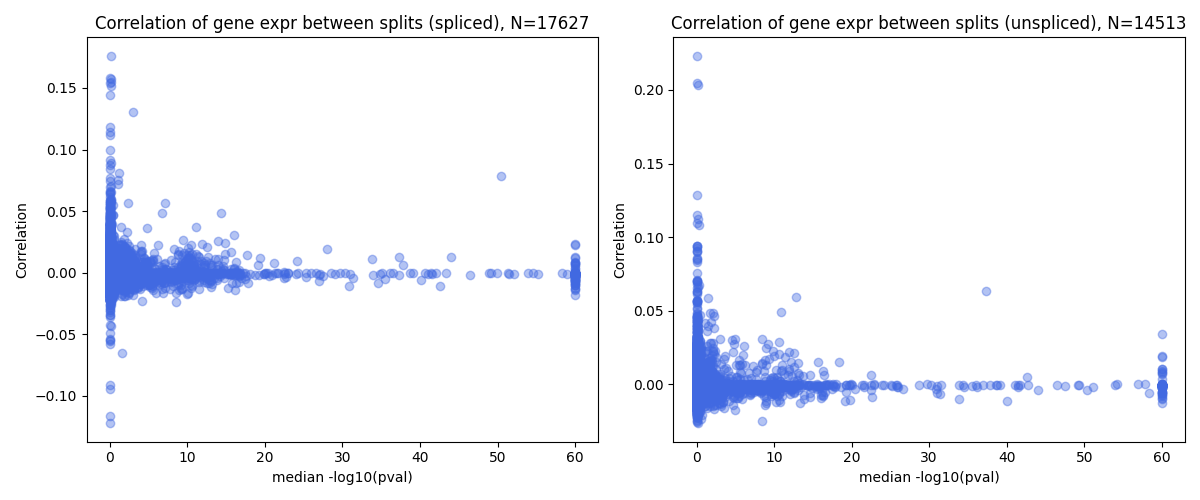 Correlation of gene expr between splits (spliced), N=17627
Correlation
0.15
0.10
0.05
0.00
−0.05
−0.10
0 10 20 30 40 50 60
median -log10(pval)
Correlation of gene expr between splits (unspliced), N=14513
Correlation
0.20
0.15
0.10
0.05
0.00
0 10 20 30 40 50 60
median -log10(pval)